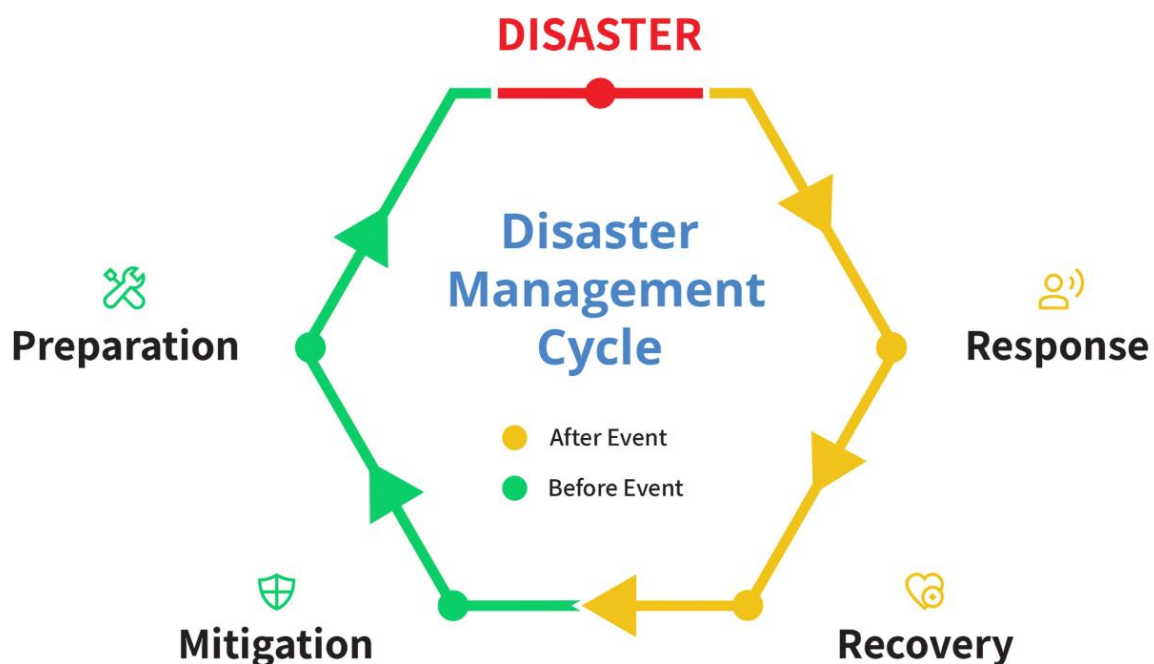 DISASTER
Disaster
Management
Cycle
Preparation
Response
After Event
Before Event
Mitigation
Recovery